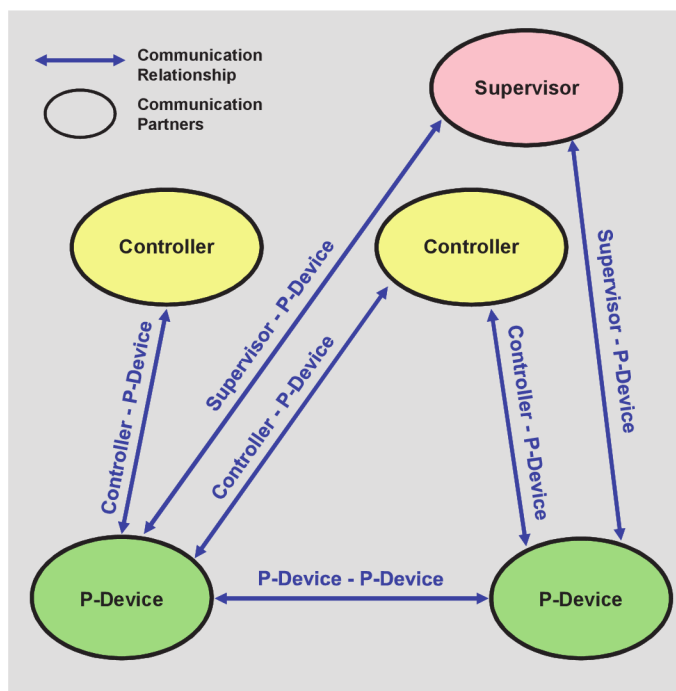 Communication
Relationship
Communication
Partners
Supervisor
Controller
Controller
Controller - P-Device
Supervisor - P-Device
Controller - P-Device
Controller - P-Device
Supervisor - P-Device
P-Device - P-Device
P-Device
P-Device